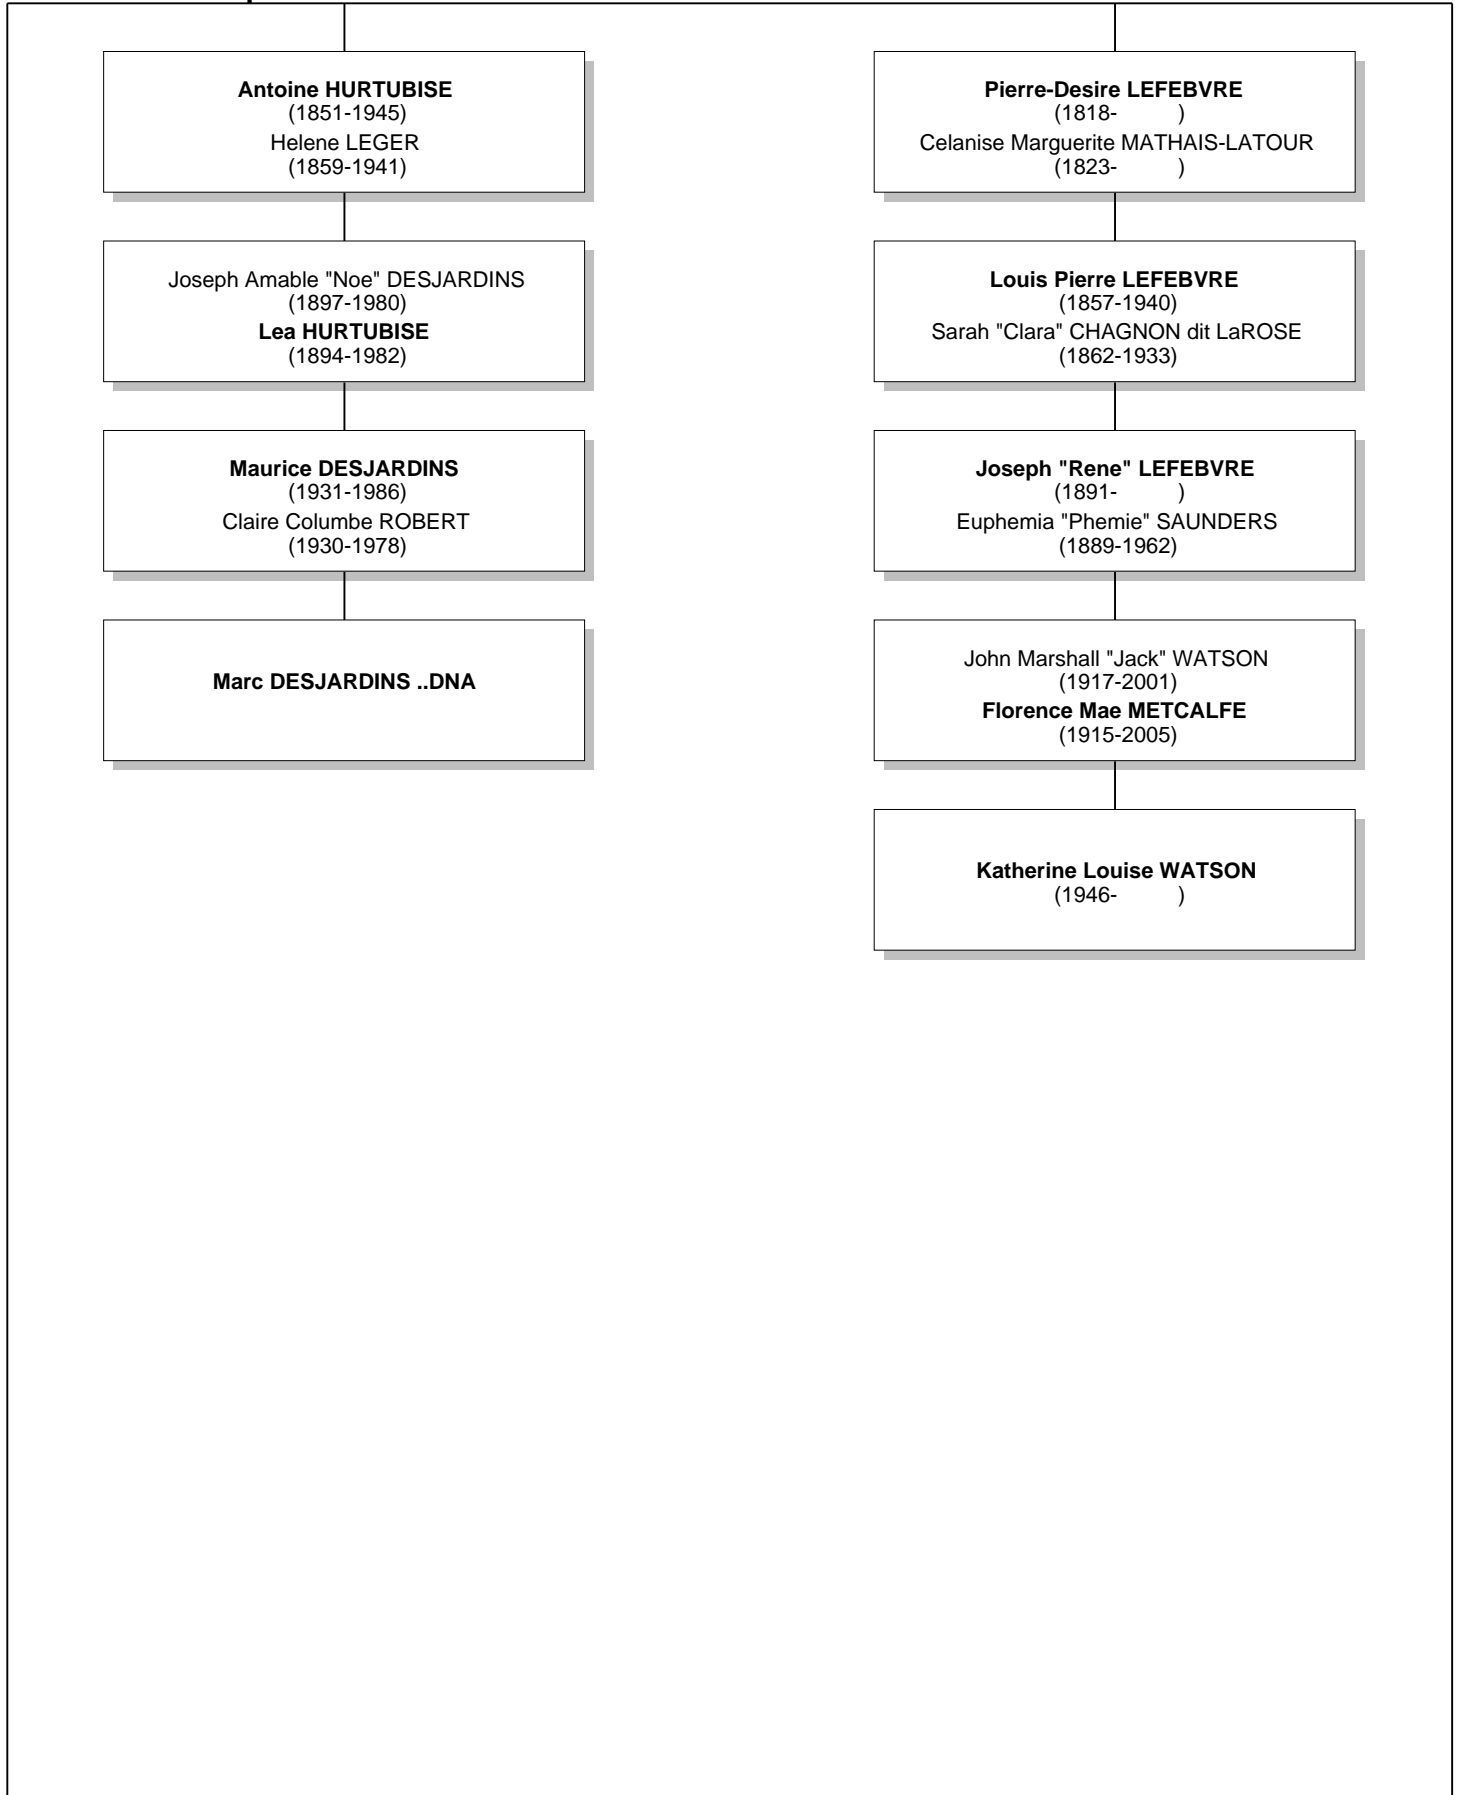 Antoine HURTUBISE
(1851-1945)
Helene LEGER
(1859-1941)
Joseph Amable "Noe" DESJARDINS
(1897-1980)
Lea HURTUBISE
(1894-1982)
Maurice DESJARDINS
(1931-1986)
Claire Columbe ROBERT
(1930-1978)
Marc DESJARDINS ..DNA
Pierre-Desire LEFEBVRE
(1818- )
Celanise Marguerite MATHAIS-LATOUR
(1823- )
Louis Pierre LEFEBVRE
(1857-1940)
Sarah "Clara" CHAGNON dit LaROSE
(1862-1933)
Joseph "Rene" LEFEBVRE
(1891- )
Euphemia "Phemie" SAUNDERS
(1889-1962)
John Marshall "Jack" WATSON
(1917-2001)
Florence Mae METCALFE
(1915-2005)
Katherine Louise WATSON
(1946- )